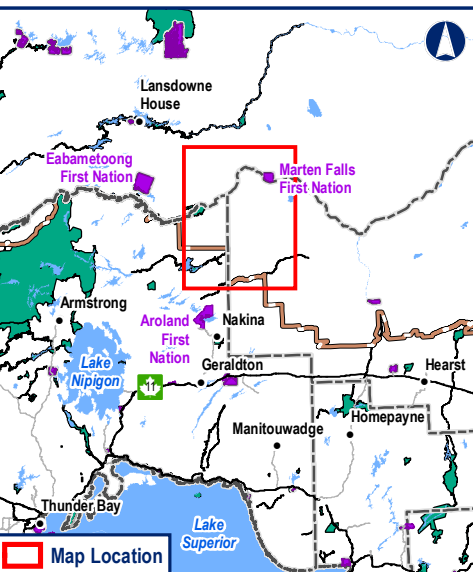 Lansdowne
House
Eabametoong
First Nation
Marten Falls
First Nation
Armstrong
Aroland
First
Nation
Nakina
Lake
Nipigon
Geraldton
11
Hearst
Homepayne
Manitouwadge
Thunder Bay
Lake
Superior
Map Location